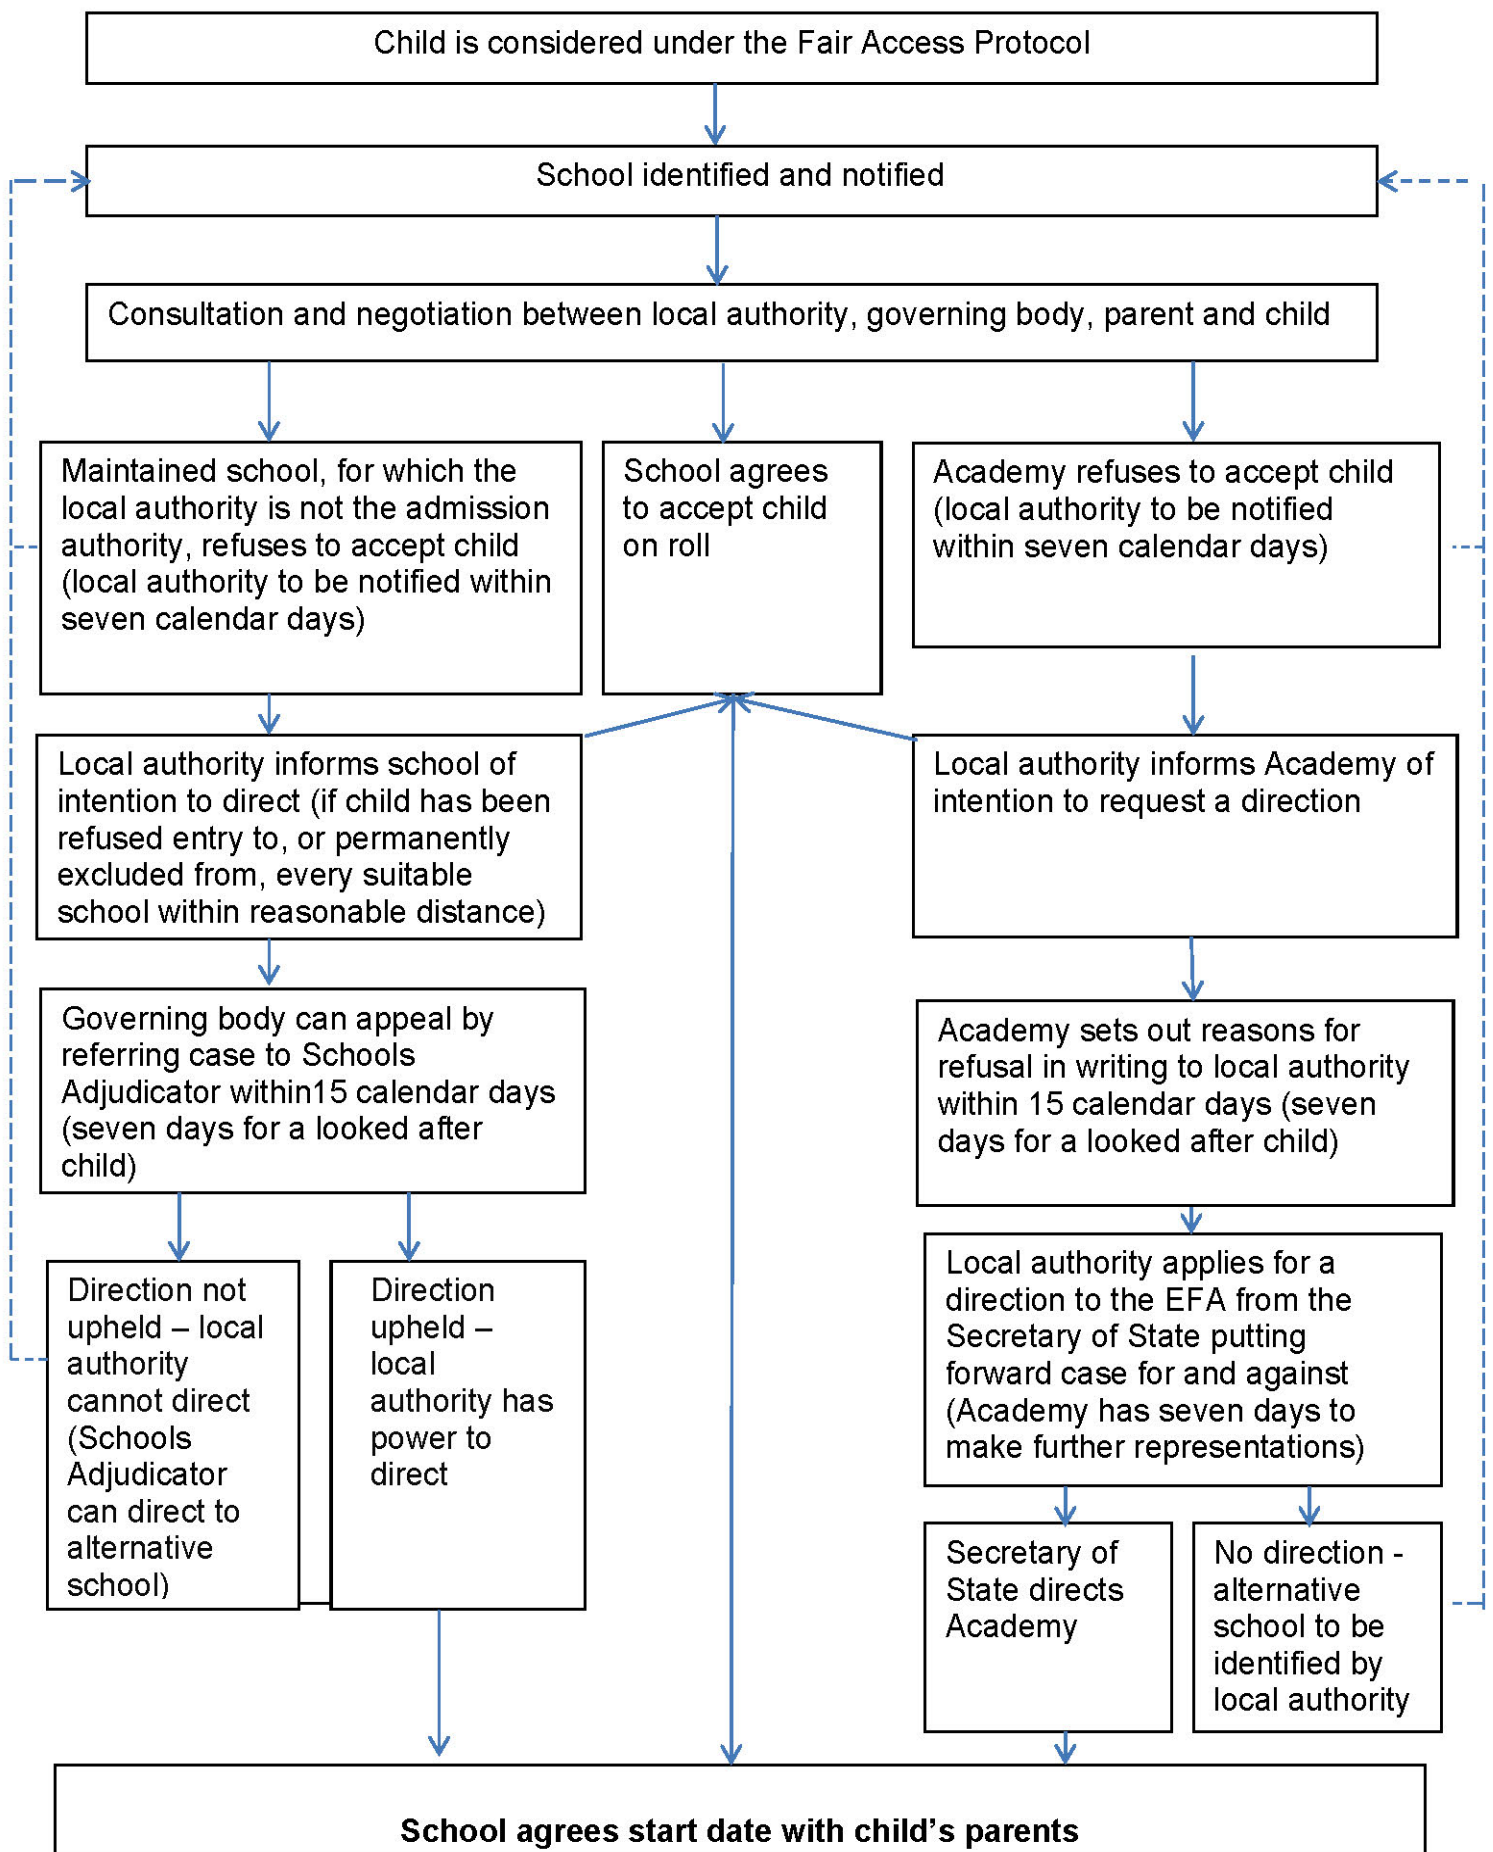 Child is considered under the Fair Access Protocol
School identified and notified
Consultation and negotiation between local authority, governing body, parent and child
Maintained school, for which the
local authority is not the admission
authority, refuses to accept child
(local authority to be notified within
seven calendar days)
School agrees
to accept child
on roll
Academy refuses to accept child
(local authority to be notified
within seven calendar days)
Local authority informs school of
intention to direct (if child has been
refused entry to, or permanently
excluded from, every suitable
school within reasonable distance)
Local authority informs Academy of
intention to request a direction
Governing body can appeal by
referring case to Schools
Adjudicator within15 calendar days
(seven days for a looked after
child)
Academy sets out reasons for
refusal in writing to local authority
within 15 calendar days (seven
days for a looked after child)
Direction not
upheld – local
authority
cannot direct
(Schools
Adjudicator
can direct to
alternative
school)
Direction
upheld –
local
authority has
power to
direct
Local authority applies for a
direction to the EFA from the
Secretary of State putting
forward case for and against
(Academy has seven days to
make further representations)
Secretary of
State directs
Academy
No direction -
alternative
school to be
identified by
local authority
School agrees start date with child’s parents